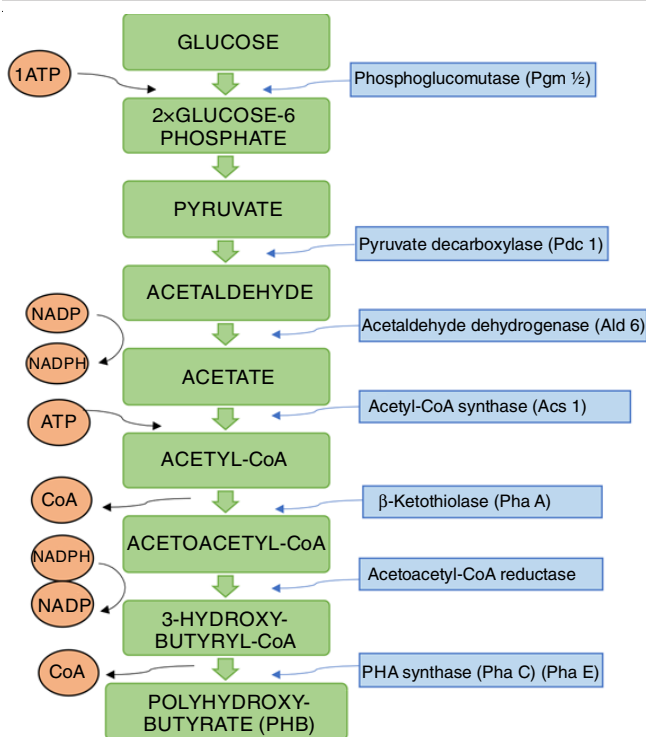 GLUCOSE
1ATP
Phosphoglucomutase (Pgm ½)
2×GLUCOSE-6
PHOSPHATE
PYRUVATE
Pyruvate decarboxylase (Pdc 1)
ACETALDEHYDE
NADP
Acetaldehyde dehydrogenase (Ald 6)
NADPH
ACETATE
Acetyl-CoA synthase (Acs 1)
ATP
ACETYL-CoA
CoA
β-Ketothiolase (Pha A)
ACETOACETYL-CoA
NADPH
Acetoacetyl-CoA reductase
NADP
3-HYDROXY-
BUTYRYL-CoA
CoA
PHA synthase (Pha C) (Pha E)
POLYHYDROXY-
BUTYRATE (PHB)